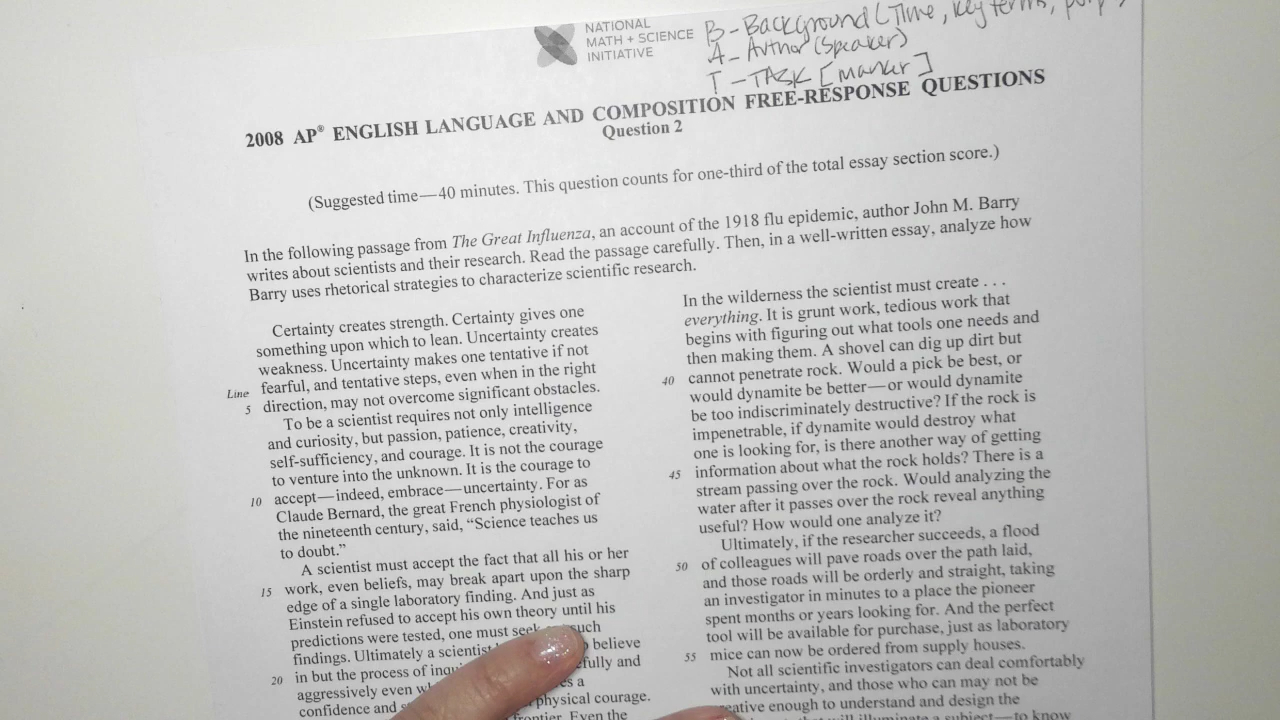 NATIONAL
MATH + SCIENCE
INITIATIVE
B - Background (Time, key terms,
A - Author (Speaker)
T - TASK [Marker]
2008 AP® ENGLISH LANGUAGE AND COMPOSITION FREE-RESPONSE QUESTIONS
Question 2
(Suggested time—40 minutes. This question counts for one-third of the total essay section score.)
In the following passage from The Great Influenza, an account of the 1918 flu epidemic, author John M. Barry
writes about scientists and their research. Read the passage carefully. Then, in a well-written essay, analyze how
Barry uses rhetorical strategies to characterize scientific research.
Certainty creates strength. Certainty gives one
something upon which to lean. Uncertainty creates
weakness. Uncertainty makes one tentative if not
Line fearful, and tentative steps, even when in the right
5 direction, may not overcome significant obstacles.
To be a scientist requires not only intelligence
and curiosity, but passion, patience, creativity,
self-sufficiency, and courage. It is not the courage
to venture into the unknown. It is the courage to
10 accept—indeed, embrace—uncertainty. For as
Claude Bernard, the great French physiologist of
the nineteenth century, said, “Science teaches us
to doubt.”
A scientist must accept the fact that all his or her
15 work, even beliefs, may break apart upon the sharp
edge of a single laboratory finding. And just as
Einstein refused to accept his own theory until his
predictions were tested, one must seek such
findings. Ultimately a scientist believe
20 in but the process of and
aggressively even a
confidence and physical courage.
frontier. Even the
In the wilderness the scientist must create . . .
everything. It is grunt work, tedious work that
begins with figuring out what tools one needs and
then making them. A shovel can dig up dirt but
40 cannot penetrate rock. Would a pick be best, or
would dynamite be better—or would dynamite
be too indiscriminately destructive? If the rock is
impenetrable, if dynamite would destroy what
one is looking for, is there another way of getting
45 information about what the rock holds? There is a
stream passing over the rock. Would analyzing the
water after it passes over the rock reveal anything
useful? How would one analyze it?
Ultimately, if the researcher succeeds, a flood
50 of colleagues will pave roads over the path laid,
and those roads will be orderly and straight, taking
an investigator in minutes to a place the pioneer
spent months or years looking for. And the perfect
tool will be available for purchase, just as laboratory
55 mice can now be ordered from supply houses.
Not all scientific investigators can deal comfortably
with uncertainty, and those who can may not be
creative enough to understand and design the
that will illuminate a subject—to know